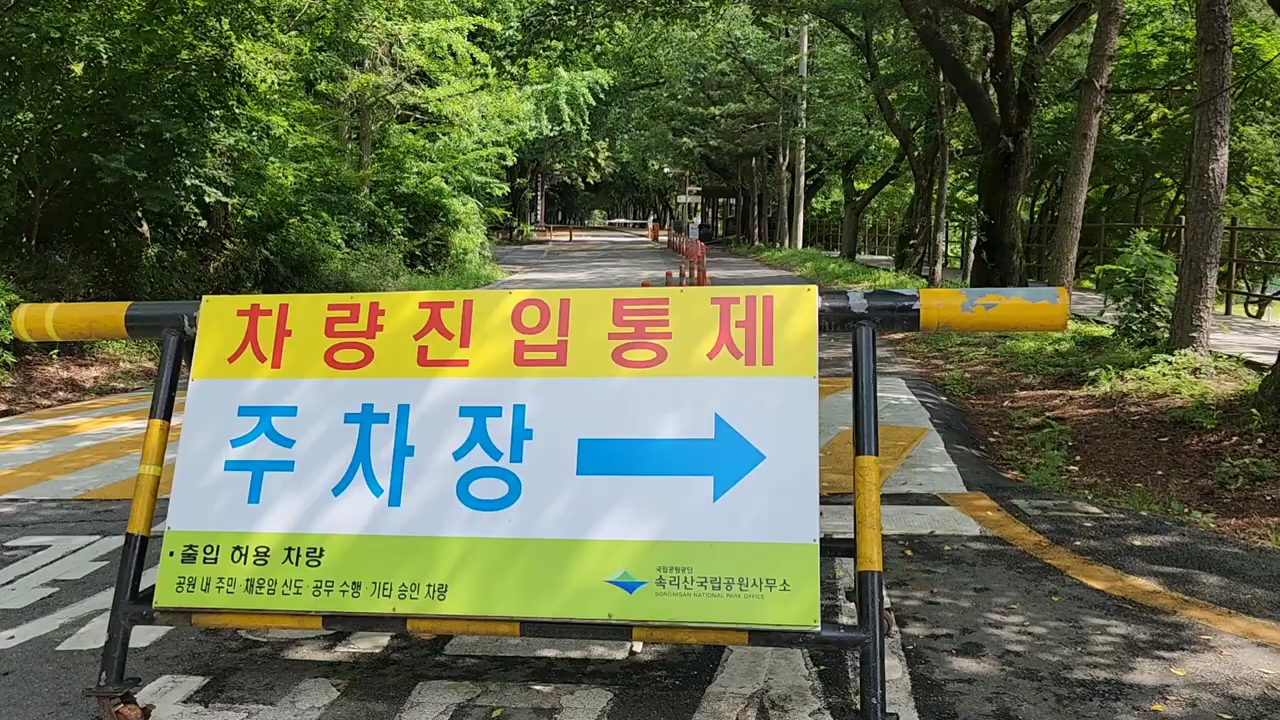 차량진입통제
주차장
· 출입 허용 차량
공원 내 주민·채운암 신도·공무 수행·기타 승인 차량
국립공원공단
속리산국립공원사무소
SONGNISAN NATIONAL PARK OFFICE